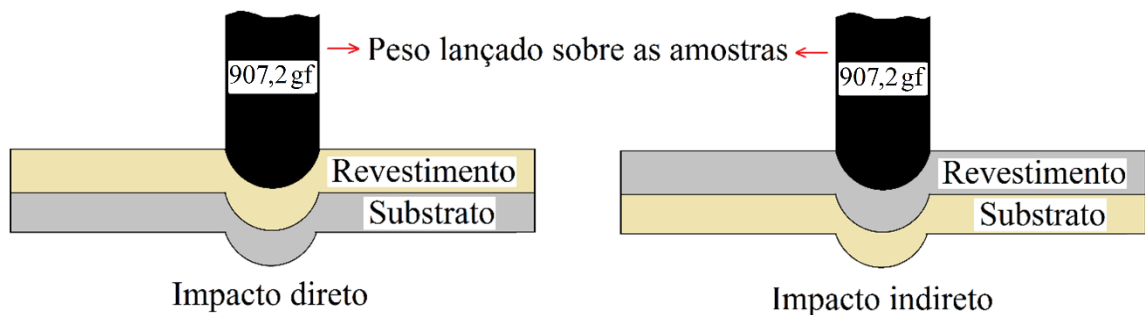 907,2 gf
Peso lançado sobre as amostras
907,2 gf
Revestimento
Substrato
Impacto direto
Revestimento
Substrato
Impacto indireto